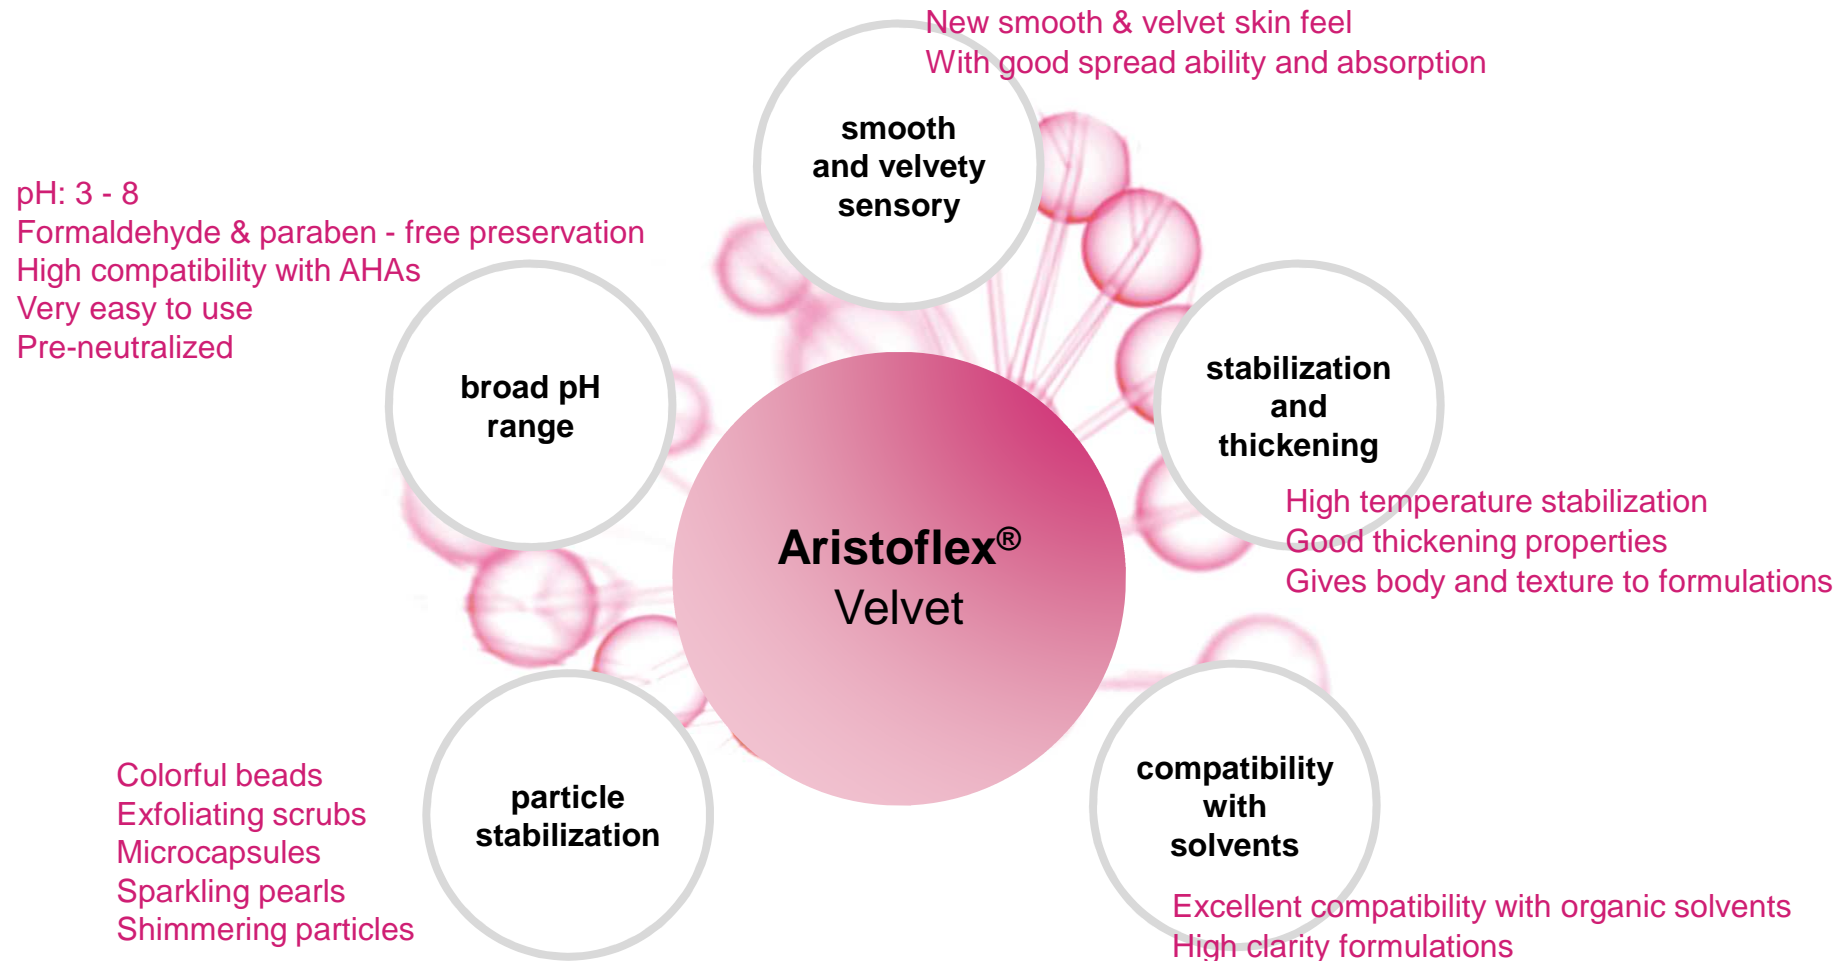 New smooth & velvet skin feel
With good spread ability and absorption
smooth
and velvety
sensory
pH: 3 - 8
Formaldehyde & paraben - free preservation
High compatibility with AHAs
Very easy to use
Pre-neutralized
broad pH
range
stabilization
and
thickening
High temperature stabilization
Good thickening properties
Gives body and texture to formulations
Aristoflex®
Velvet
Colorful beads
Exfoliating scrubs
Microcapsules
Sparkling pearls
Shimmering particles
particle
stabilization
compatibility
with
solvents
Excellent compatibility with organic solvents
High clarity formulations